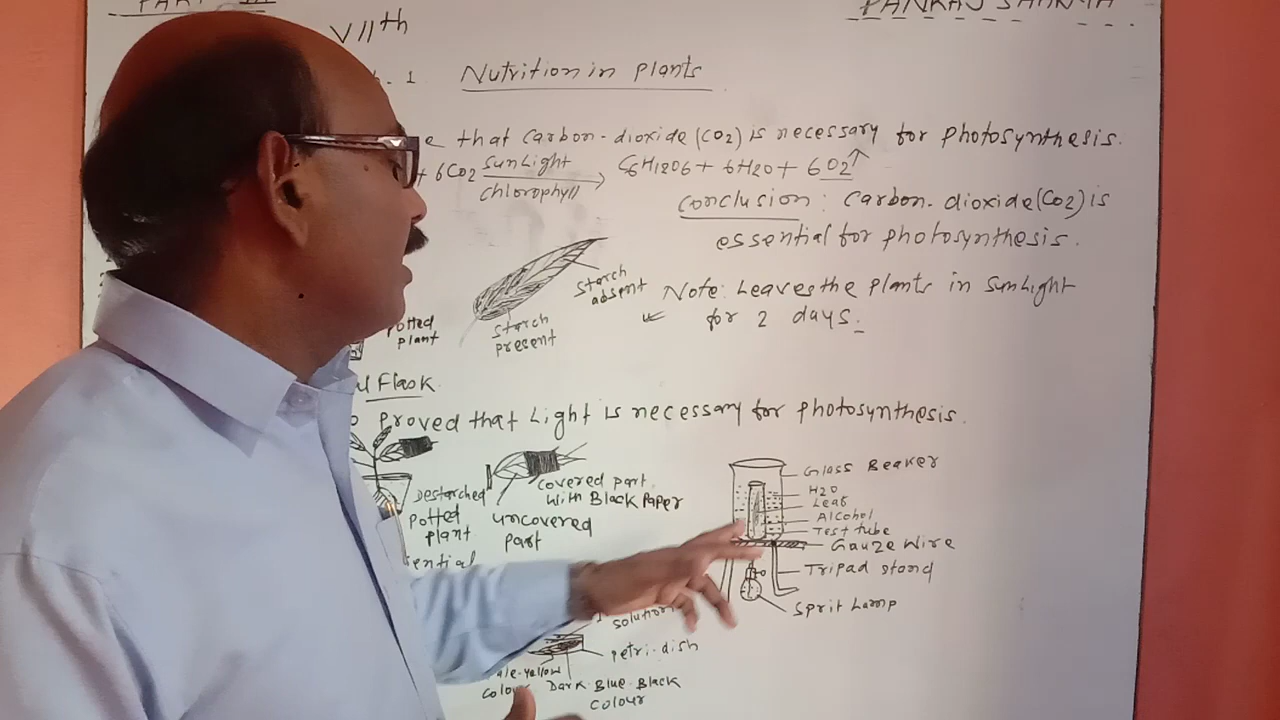 VIIth
1 Nutrition in Plants
that carbon-dioxide (CO2) is necessary for Photosynthesis.
+ 6CO2 sunLight chlorophyll C6H12O6 + 6H2O + 6O2↑
conclusion: carbon-dioxide (CO2) is
essential for photosynthesis.
Starch absent
Starch present
Potted plant
Note: Leaves the Plants in sunLight
for 2 days.
Flask
Proved that Light is necessary for Photosynthesis.
Destarched
Potted
plant
covered part
with Black Paper
uncovered
part
Glass Beaker
H2O
Leaf
Alcohol
Test tube
Gauze Wire
Tripad stand
Sprit Lamp
solution
petri-dish
Dark-Blue-Black
colour